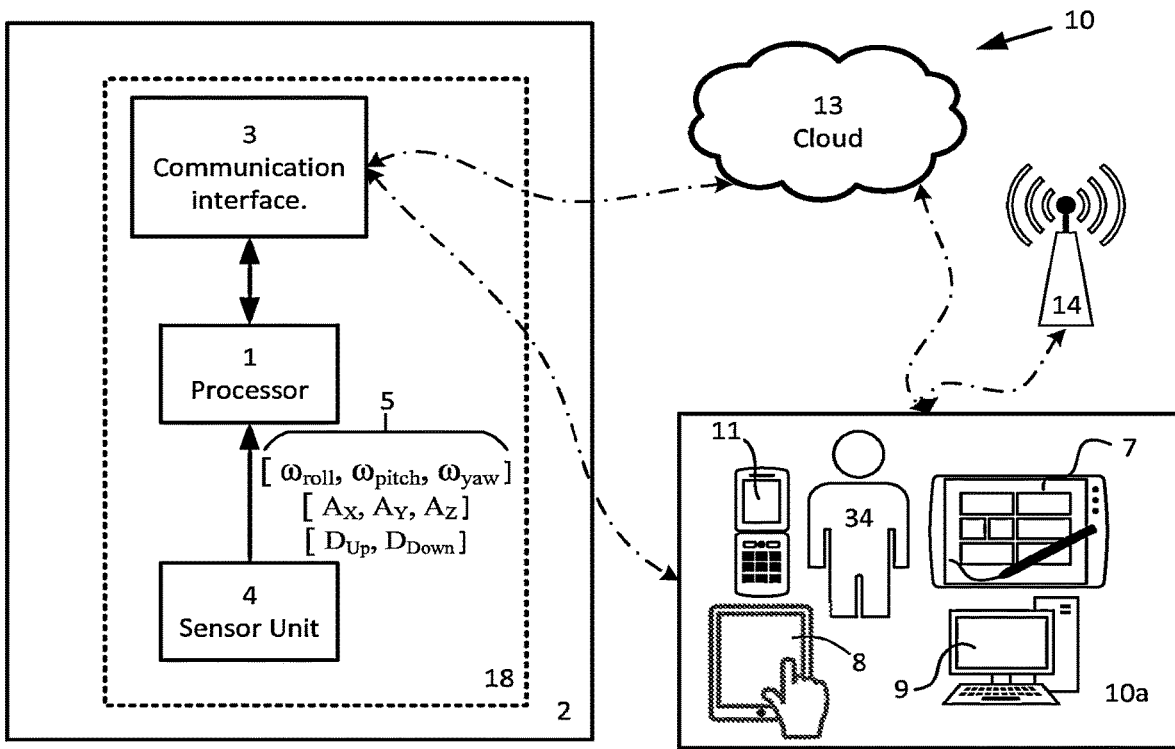 10
3
Communication
interface.
13
Cloud
14
1
Processor
5
[ ωroll, ωpitch, ωyaw]
[ AX, AY, AZ]
[ DUp, DDown]
4
Sensor Unit
18
2
11
34
7
8
9
10a